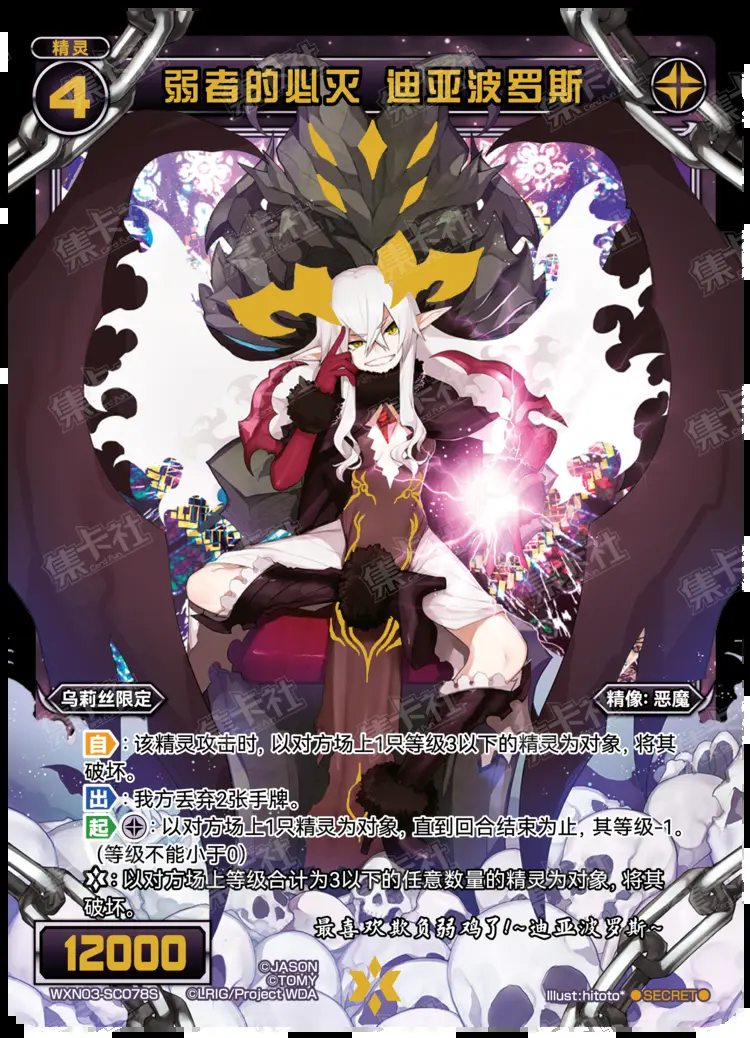 精灵
4
弱者的必灭 迪亚波罗斯
乌莉丝限定
精像: 恶魔
自: 该精灵攻击时, 以对方场上1只等级3以下的精灵为对象, 将其
破坏。
出: 我方丢弃2张手牌。
起: 以对方场上1只精灵为对象, 直到回合结束为止, 其等级-1。
(等级不能小于0)
: 以对方场上等级合计为3以下的任意数量的精灵为对象, 将其
破坏。
最喜欢欺负弱鸡了!~迪亚波罗斯~
12000
©JASON
©TOMY
WXN03-SC078S ©LRIG/Project WDA
Illust:hitoto* ●SECRET●
集卡社